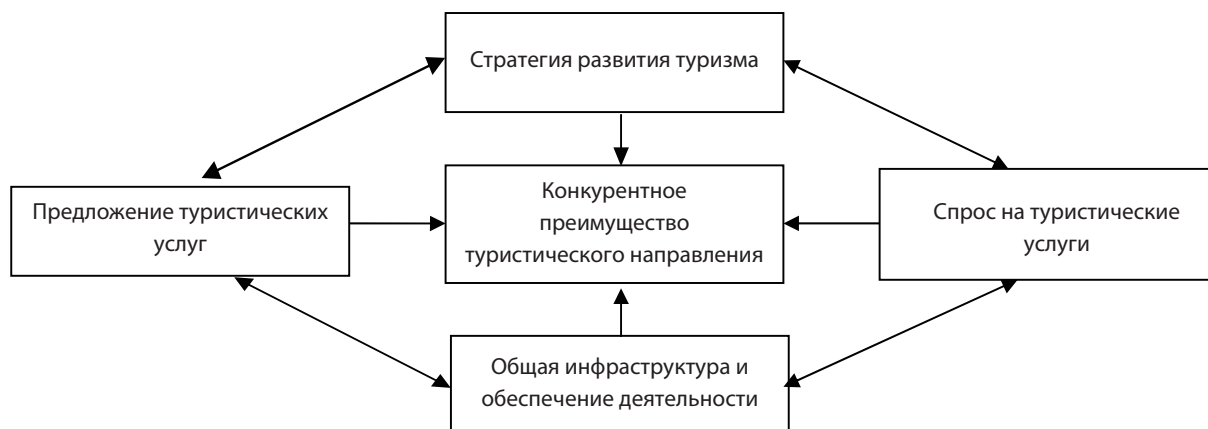 Стратегия развития туризма
Предложение туристических
услуг
Конкурентное
преимущество
туристического направления
Спрос на туристические
услуги
Общая инфраструктура и
обеспечение деятельности